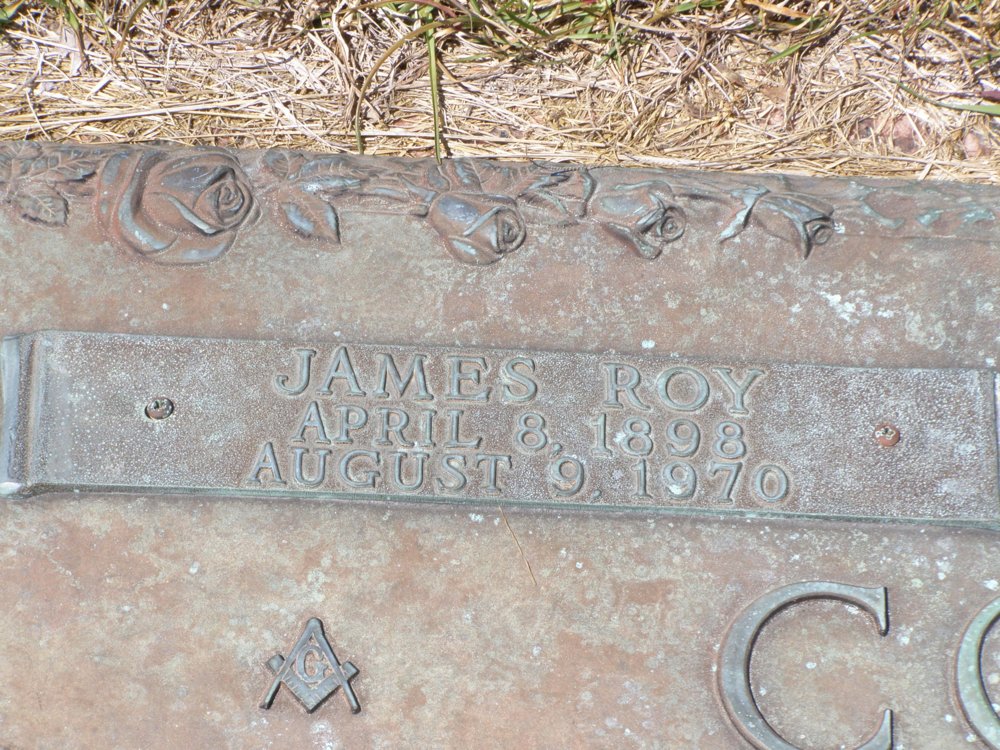 JAMES ROY
APRIL 8, 1898
AUGUST 9, 1970
G